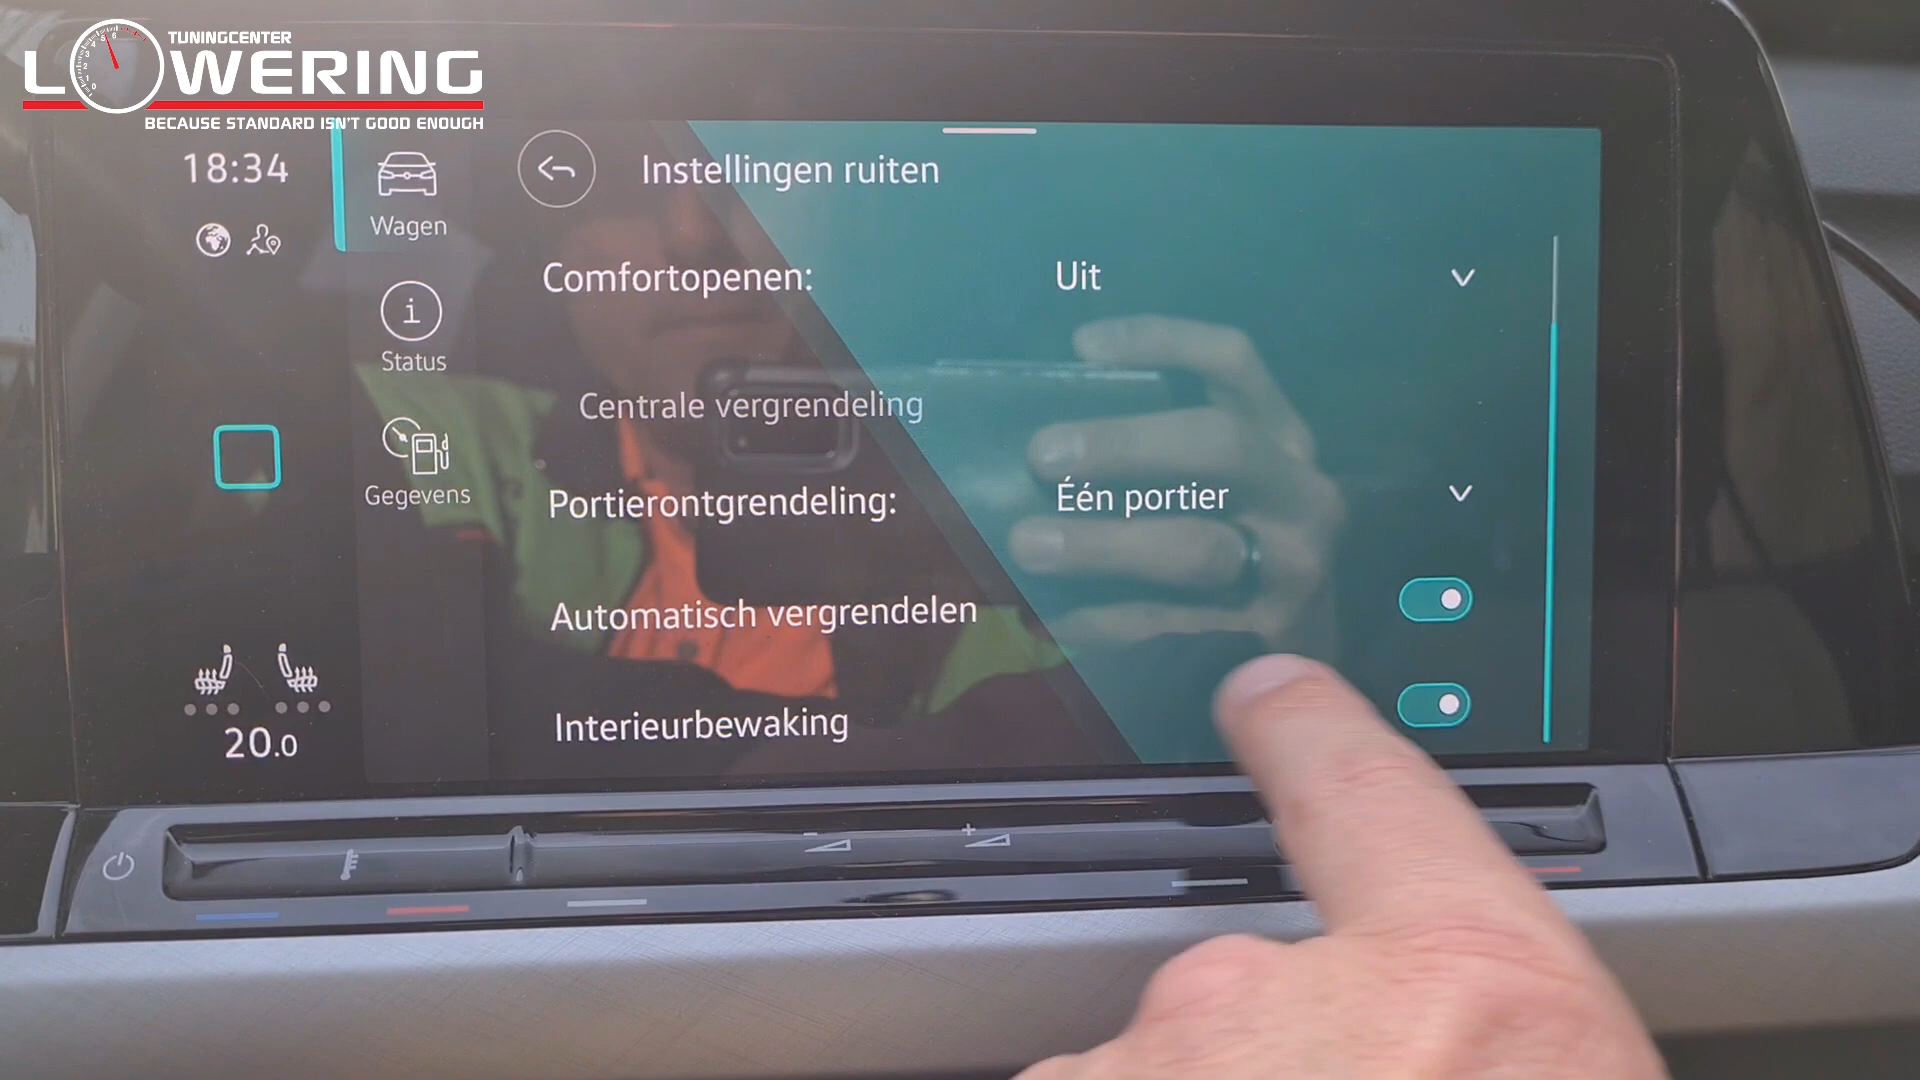 TUNINGCENTER
LOWERING
BECAUSE STANDARD ISN'T GOOD ENOUGH
18:34
Wagen
Instellingen ruiten
Comfortopenen:
Uit
Status
Centrale vergrendeling
Gegevens
Portierontgrendeling:
Één portier
Automatisch vergrendelen
Interieurbewaking
20.0